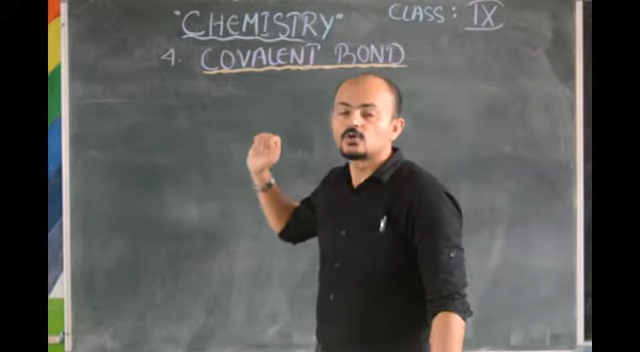 "CHEMISTRY"
CLASS : IX
4. COVALENT BOND